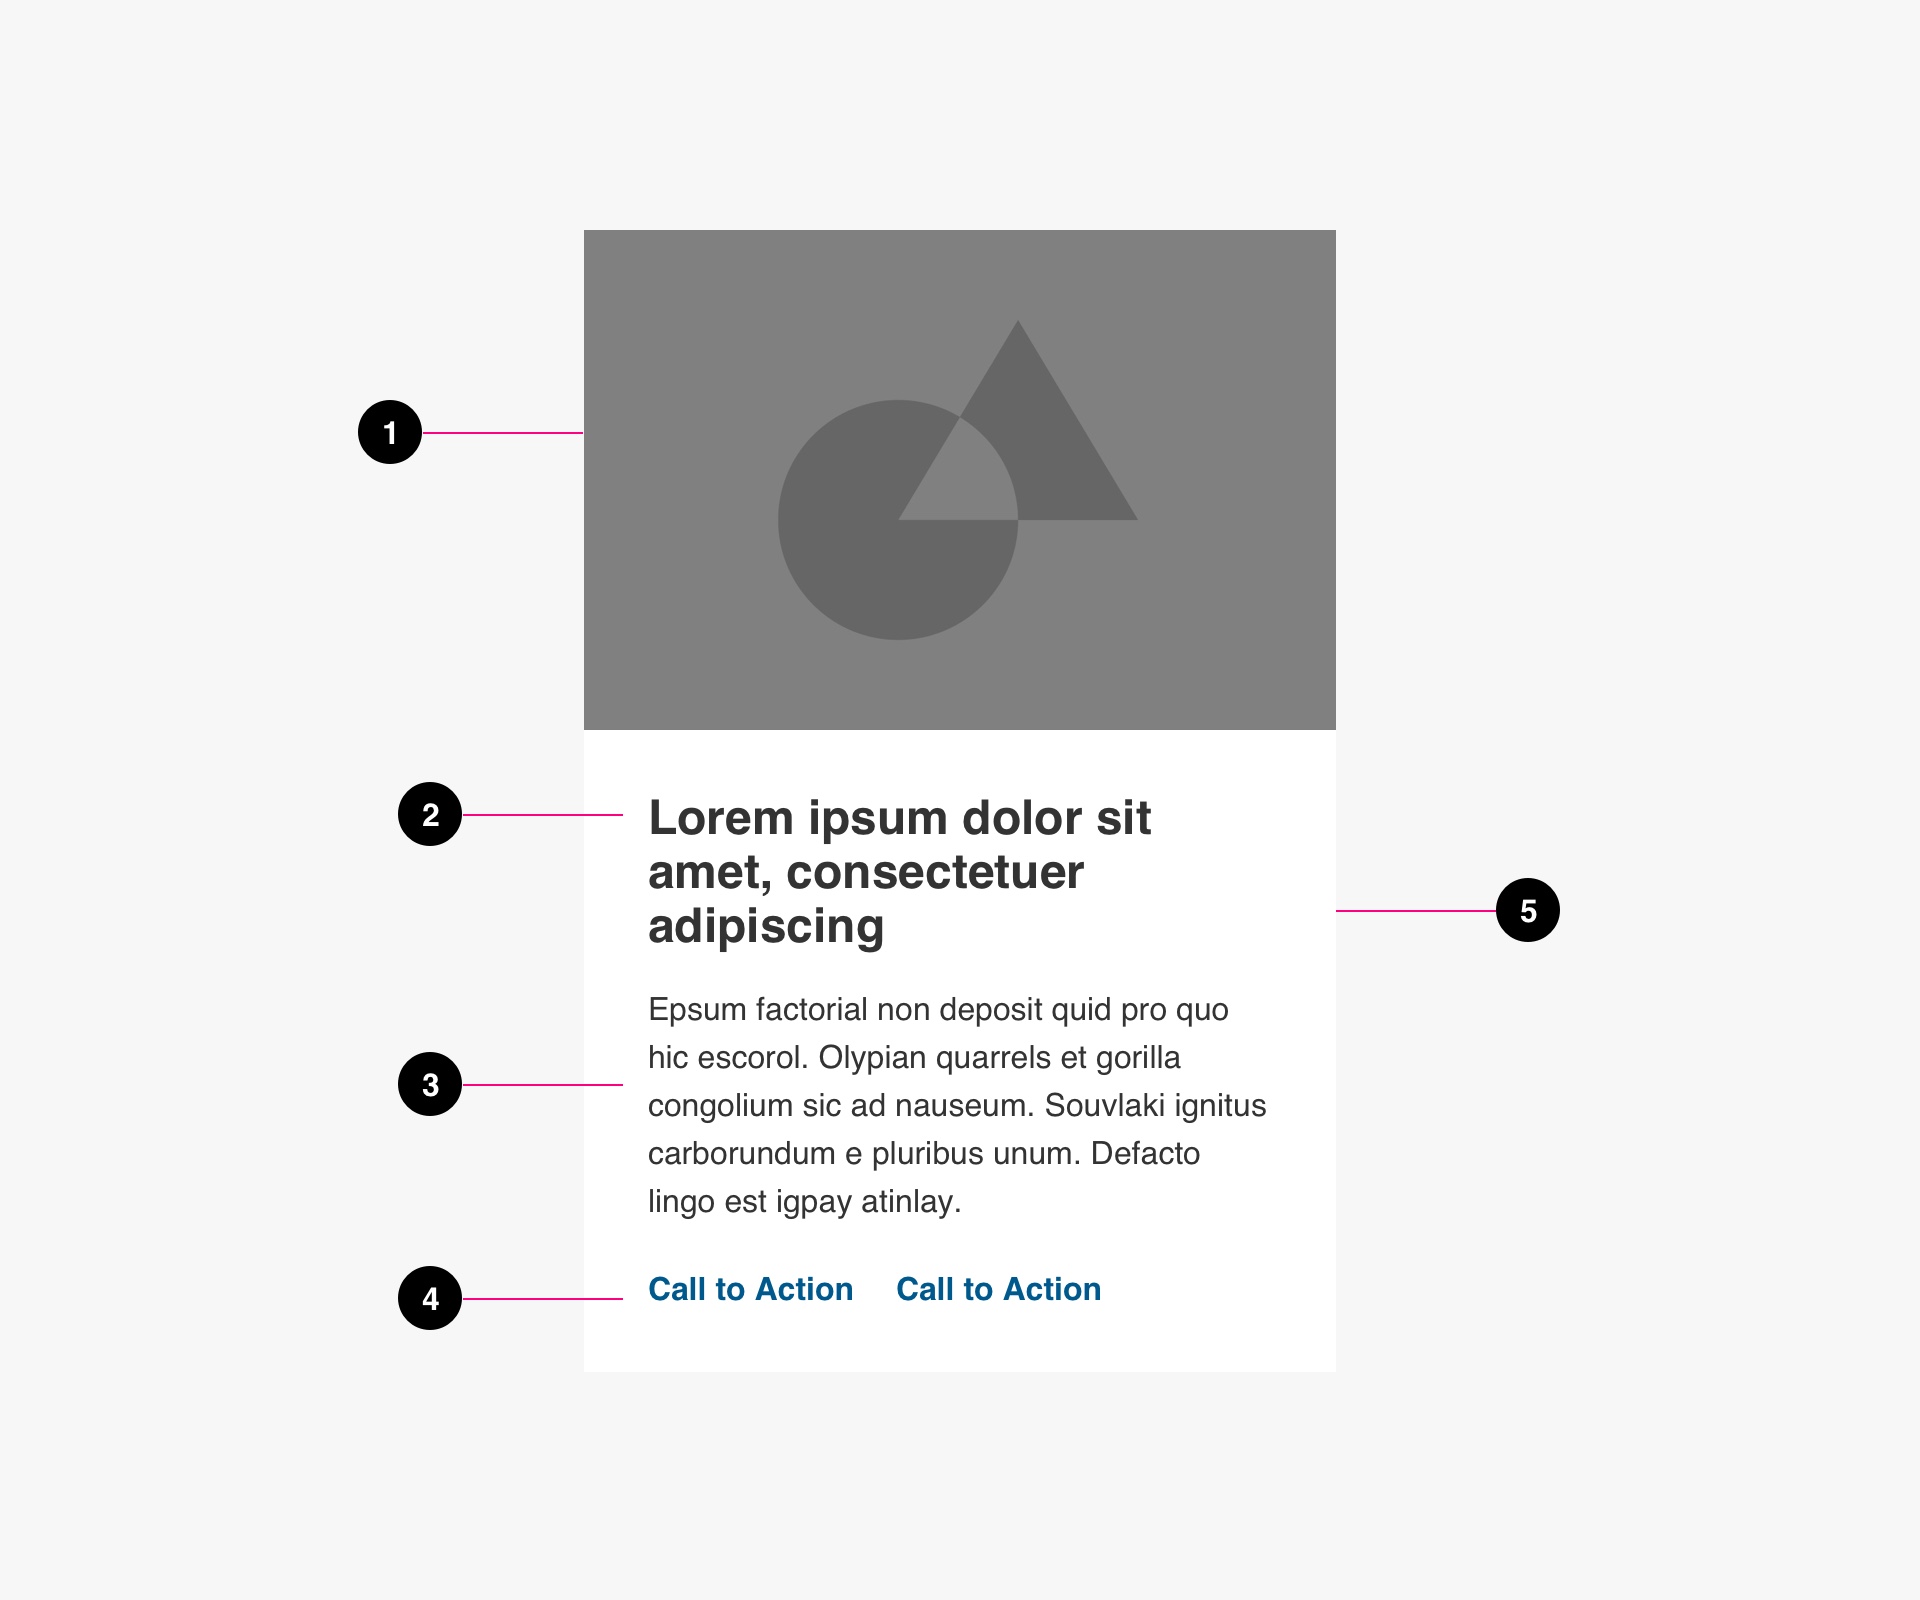 1
2
Lorem ipsum dolor sit
amet, consectetuer
adipiscing
5
3
Epsum factorial non deposit quid pro quo
hic escorol. Olypian quarrels et gorilla
congolium sic ad nauseum. Souvlaki ignitus
carborundum e pluribus unum. Defacto
lingo est igpay atinlay.
4
Call to Action Call to Action